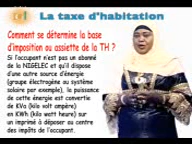 La taxe d'habitation
Comment se détermine la base
d'imposition ou assiette de la TH ?
Si l'occupant n'est pas un abonné
de la NIGELEC et qu'il dispose
d'une autre source d'énergie
(groupe électrogène ou système
solaire par exemple), la puissance
de cette énergie est convertie
de KVa (kilo volt ampère)
en KWh (kilo watt heure) sur
un imprimé à déposer au centre
des impôts de l'occupant.